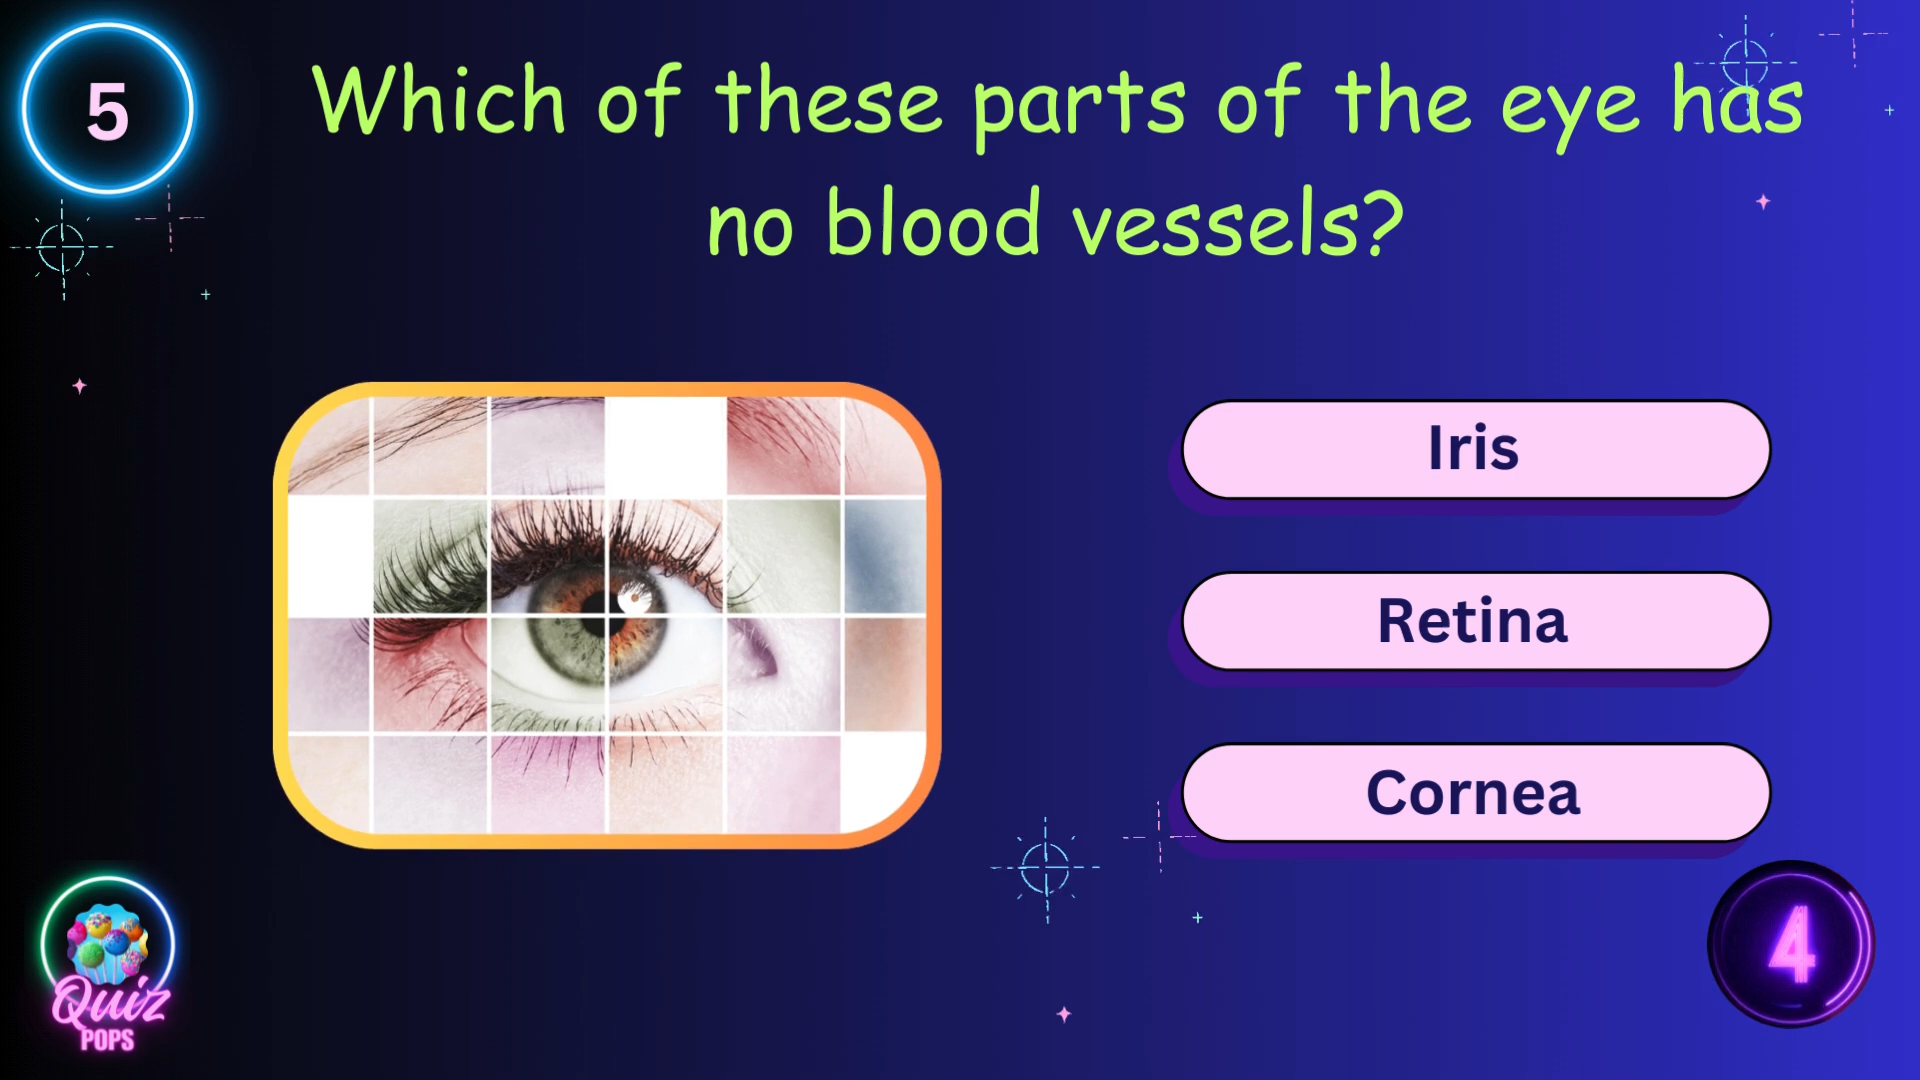 5
Which of these parts of the eye has
no blood vessels?
Iris
Retina
Cornea
4
Quiz
POPS